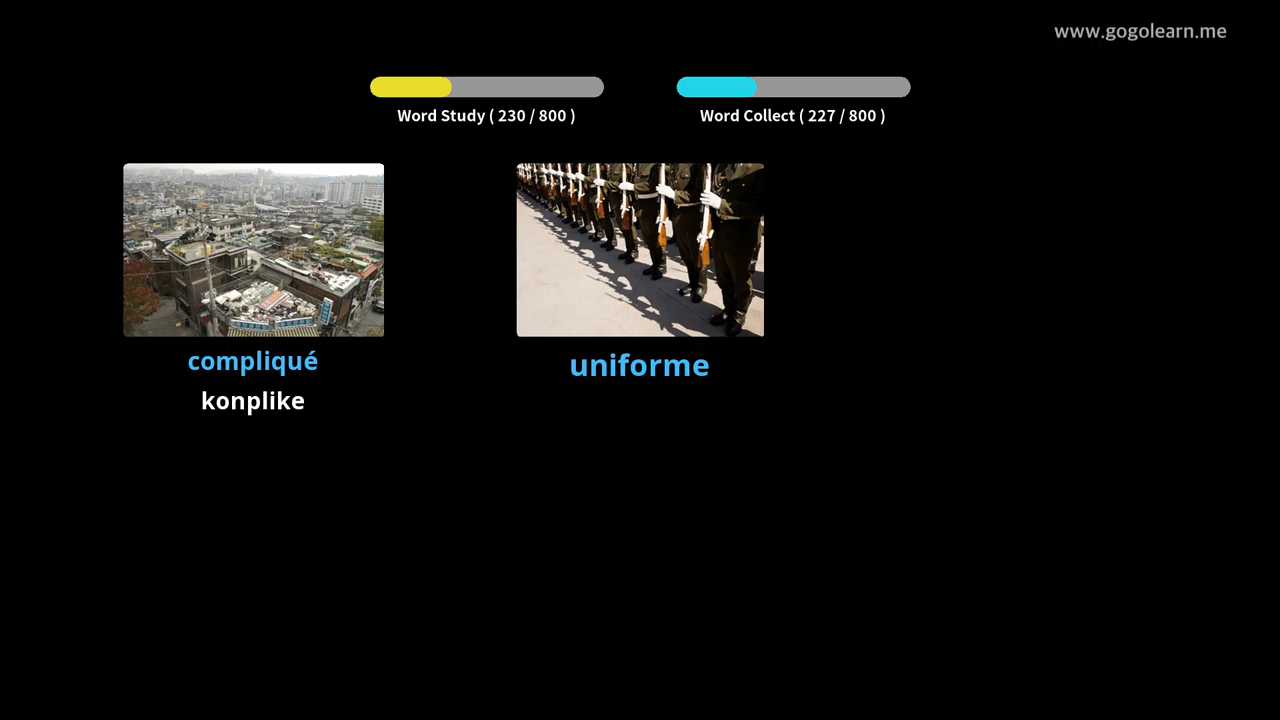 www.gogolearn.me
Word Study ( 230 / 800 )
Word Collect ( 227 / 800 )
compliqué
konplike
uniforme